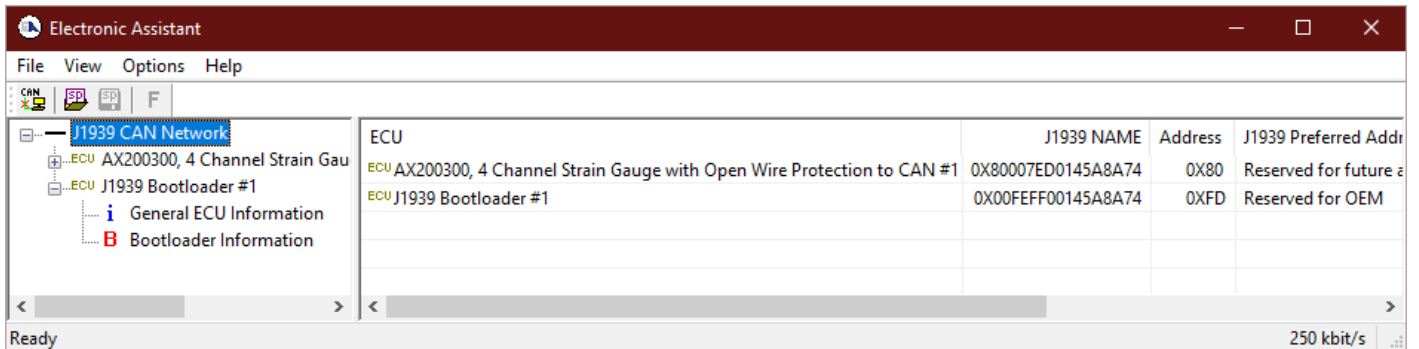 Electronic Assistant
File View Options Help
CAN SP SP F
J1939 CAN Network
ECU AX200300, 4 Channel Strain Gau
ECU J1939 Bootloader #1
i General ECU Information
B Bootloader Information
ECU J1939 NAME Address J1939 Preferred Addr
ECU AX200300, 4 Channel Strain Gauge with Open Wire Protection to CAN #1 0X80007ED0145A8A74 0X80 Reserved for future a
ECU J1939 Bootloader #1 0X00FEFF00145A8A74 0XFD Reserved for OEM
Ready 250 kbit/s